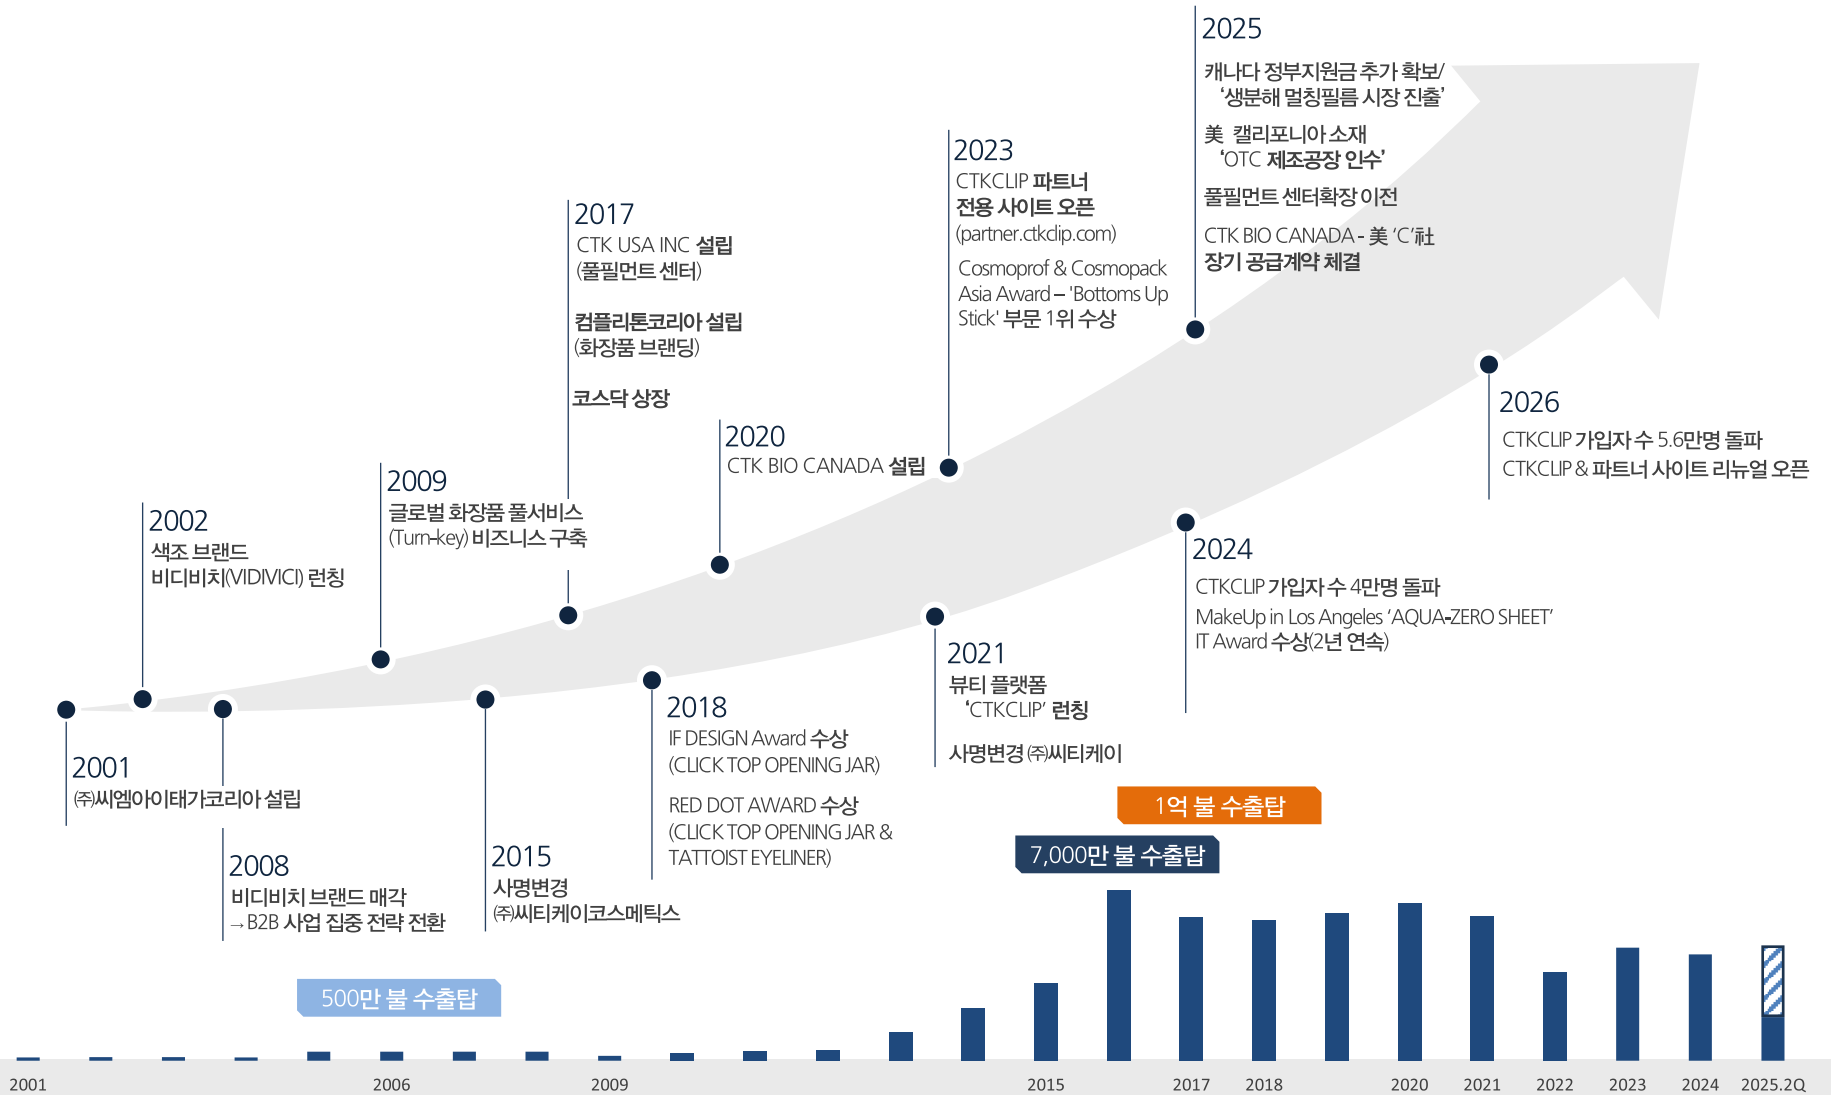 2001
㈜씨엠아이태가코리아 설립
2002
색조 브랜드
비디비치(VIDIVICI) 런칭
2008
비디비치 브랜드 매각
→B2B 사업 집중 전략 전환
2009
글로벌 화장품 풀서비스
(Turn-key) 비즈니스 구축
2015
사명변경
㈜씨티케이코스메틱스
2017
CTK USA INC 설립
(풀필먼트 센터)
컴플리톤코리아 설립
(화장품 브랜딩)
코스닥 상장
2018
IF DESIGN Award 수상
(CLICK TOP OPENING JAR)
RED DOT AWARD 수상
(CLICK TOP OPENING JAR &
TATTOIST EYELINER)
2020
CTK BIO CANADA 설립
2021
뷰티 플랫폼
‘CTKCLIP’ 런칭
사명변경 ㈜씨티케이
2023
CTKCLIP 파트너
전용 사이트 오픈
(partner.ctkclip.com)
Cosmoprof & Cosmopack
Asia Award – 'Bottoms Up
Stick' 부문 1위 수상
2024
CTKCLIP 가입자 수 4만명 돌파
MakeUp in Los Angeles ‘AQUA-ZERO SHEET’
IT Award 수상(2년 연속)
2025
캐나다 정부지원금 추가 확보/
‘생분해 멀칭필름 시장 진출’
美 캘리포니아 소재
‘OTC 제조공장 인수’
풀필먼트 센터확장 이전
CTK BIO CANADA - 美 ‘C’社
장기 공급계약 체결
2026
CTKCLIP 가입자 수 5.6만명 돌파
CTKCLIP & 파트너 사이트 리뉴얼 오픈
1억 불 수출탑
7,000만 불 수출탑
500만 불 수출탑
2001 2006 2009 2015 2017 2018 2020 2021 2022 2023 2024 2025.2Q